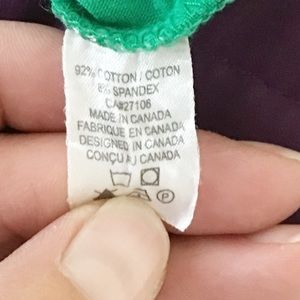 92% COTTON / COTON
8% SPANDEX
CA#27106
MADE IN CANADA
FABRIQUE EN CANADA
DESIGNED IN CANADA
CONÇU AU CANADA
P